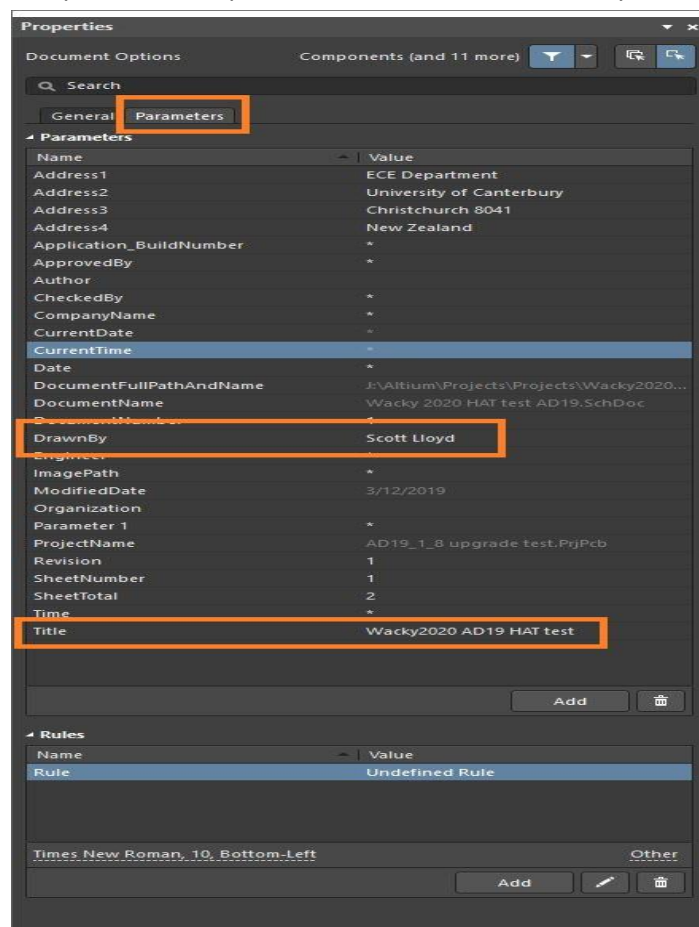 Properties
Document Options Components (and 11 more)
Search
General Parameters
Parameters
Name Value
Address1 ECE Department
Address2 University of Canterbury
Address3 Christchurch 8041
Address4 New Zealand
Application_BuildNumber *
ApprovedBy *
Author
CheckedBy *
CompanyName *
CurrentDate *
CurrentTime *
Date *
DocumentFullPathAndName J:\Altium\Projects\Projects\Wacky2020...
DocumentName Wacky 2020 HAT test AD19.SchDoc
DocumentNumber 1
DrawnBy Scott Lloyd
Engineer *
ImagePath *
ModifiedDate 3/12/2019
Organization
Parameter 1 *
ProjectName AD19_1_8 upgrade test.PrjPcb
Revision 1
SheetNumber 1
SheetTotal 2
Time *
Title Wacky2020 AD19 HAT test
Add
Rules
Name Value
Rule Undefined Rule
Times New Roman, 10, Bottom-Left Other
Add